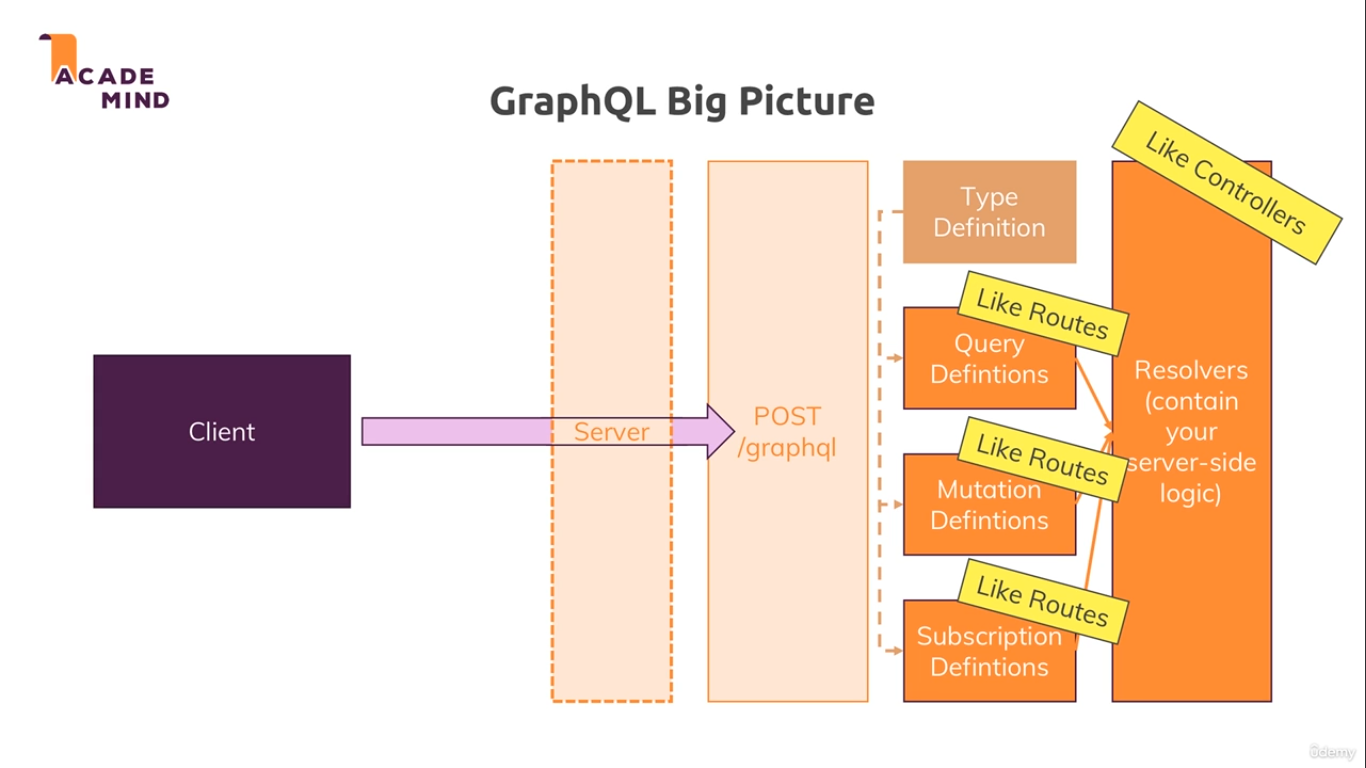 ACADE
MIND
GraphQL Big Picture
Like Controllers
Type
Definition
Like Routes
Query
Defintions
Client
Server
POST
/graphql
Resolvers
(contain
your
server-side
logic)
Like Routes
Mutation
Defintions
Like Routes
Subscription
Defintions
ûdemy